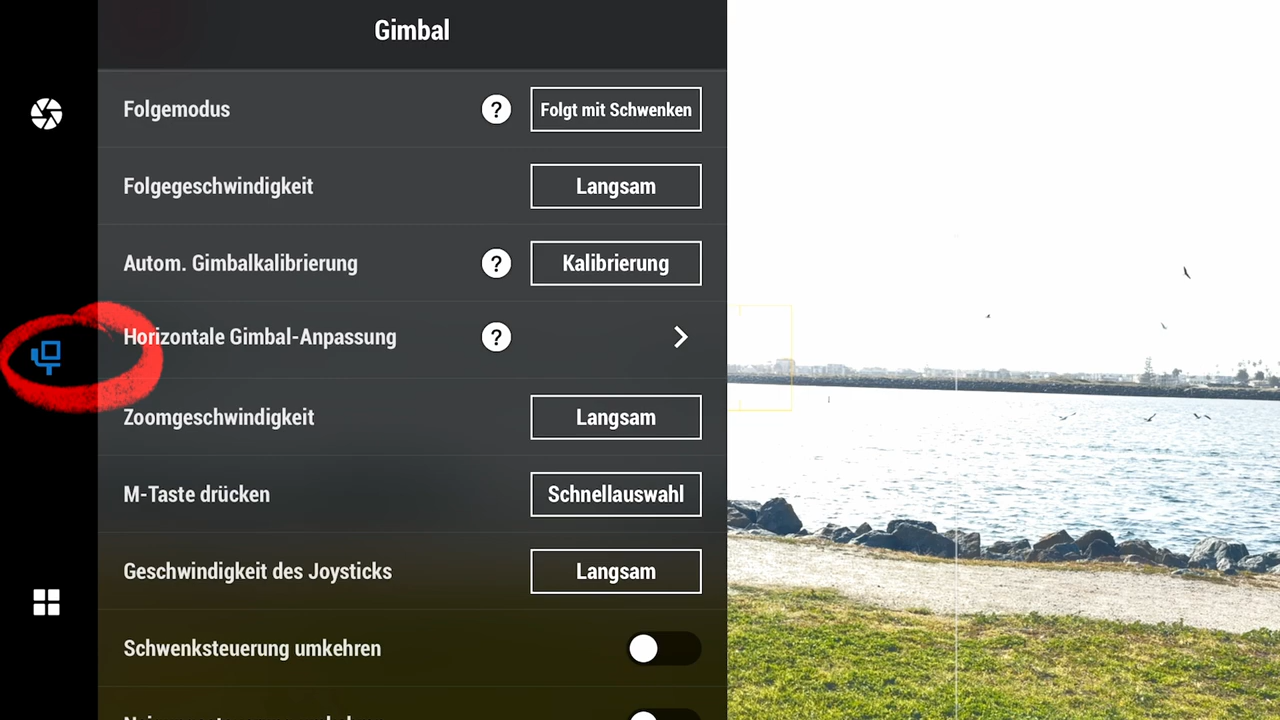 Gimbal
Folgemodus ? Folgt mit Schwenken
Folgegeschwindigkeit Langsam
Autom. Gimbalkalibrierung ? Kalibrierung
Horizontale Gimbal-Anpassung ?
Zoomgeschwindigkeit Langsam
M-Taste drücken Schnellauswahl
Geschwindigkeit des Joysticks Langsam
Schwenksteuerung umkehren